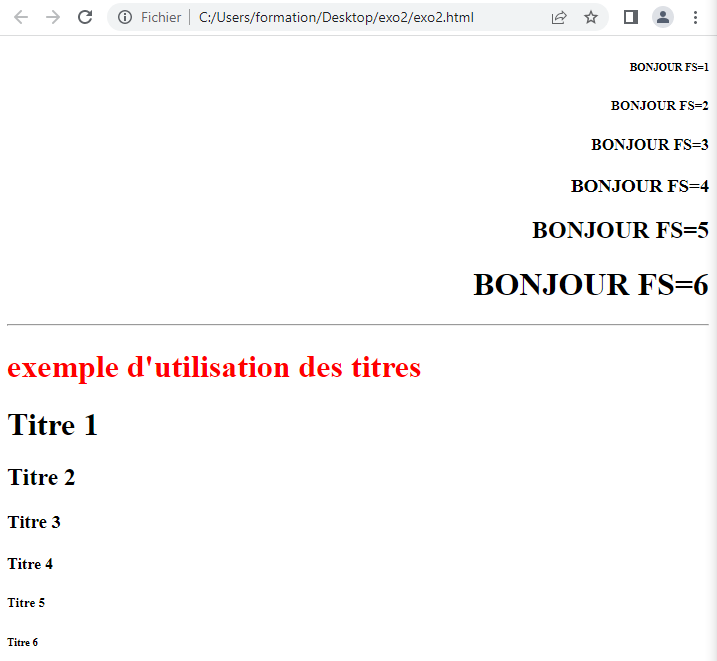 Fichier C:/Users/formation/Desktop/exo2/exo2.html
BONJOUR FS=1
BONJOUR FS=2
BONJOUR FS=3
BONJOUR FS=4
BONJOUR FS=5
BONJOUR FS=6
exemple d'utilisation des titres
Titre 1
Titre 2
Titre 3
Titre 4
Titre 5
Titre 6